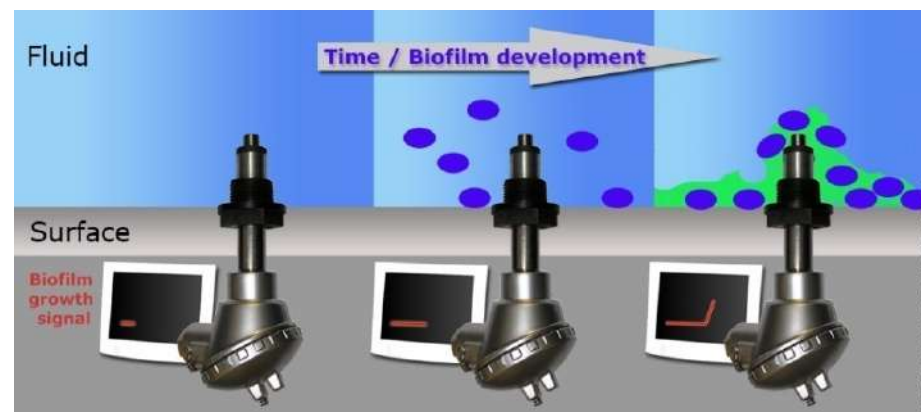 Fluid
Time / Biofilm development
Surface
Biofilm
growth
signal